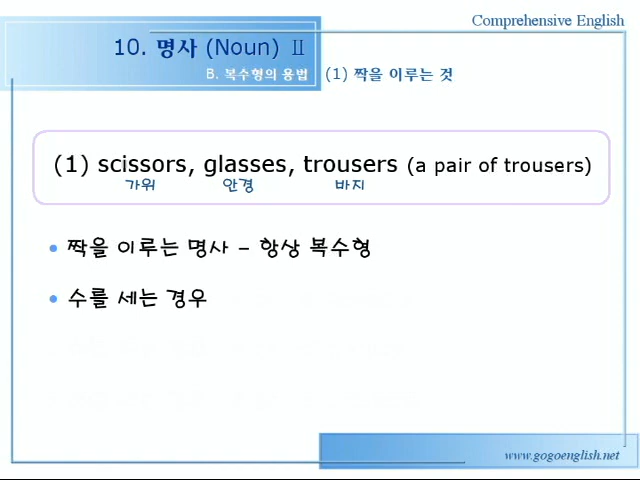 Comprehensive English
10. 명사 (Noun) Ⅱ
B. 복수형의 용법 (1) 짝을 이루는 것
(1) scissors, glasses, trousers (a pair of trousers)
가위 안경 바지
• 짝을 이루는 명사 – 항상 복수형
• 수를 세는 경우
www.gogoenglish.net